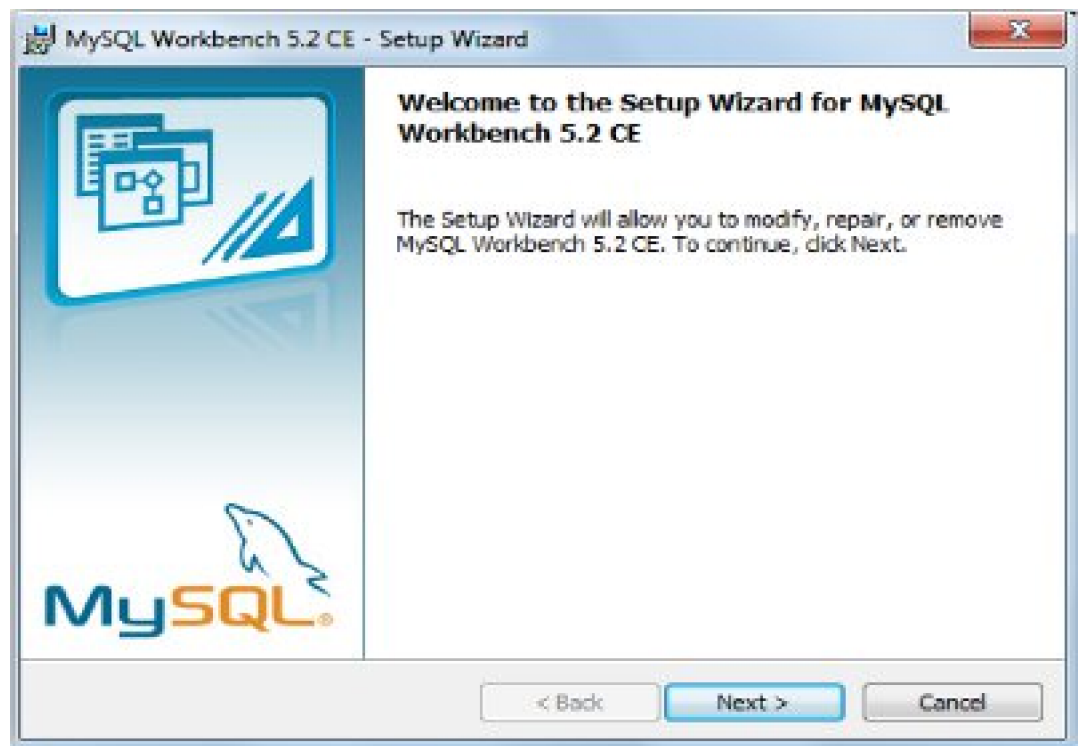 MySQL Workbench 5.2 CE - Setup Wizard
Welcome to the Setup Wizard for MySQL
Workbench 5.2 CE
The Setup Wizard will allow you to modify, repair, or remove
MySQL Workbench 5.2 CE. To continue, click Next.
MySQL®
< Back
Next >
Cancel